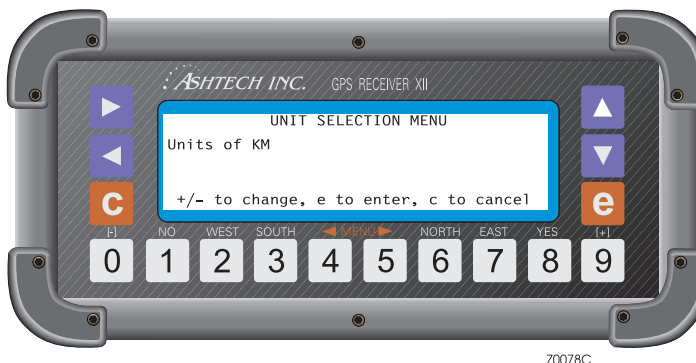 ASHTECH INC. GPS RECEIVER XII
UNIT SELECTION MENU
Units of KM
+/- to change, e to enter, c to cancel
c e
[-] NO WEST SOUTH MENU NORTH EAST YES [+]
0 1 2 3 4 5 6 7 8 9
70078C